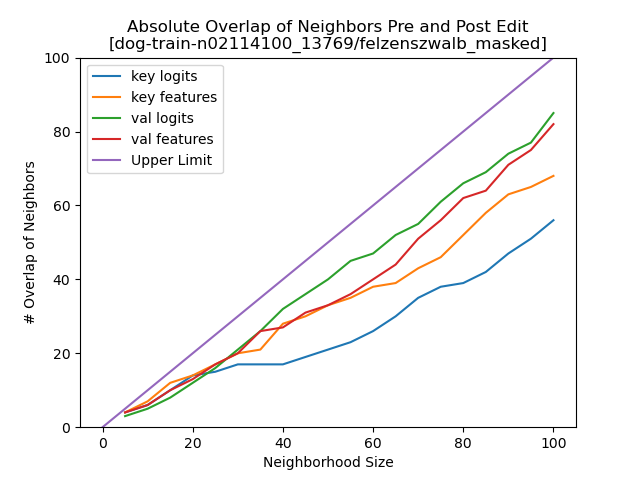 Absolute Overlap of Neighbors Pre and Post Edit
[dog-train-n02114100_13769/felzenszwalb_masked]
key logits
key features
val logits
val features
Upper Limit
# Overlap of Neighbors
100
80
60
40
20
0
0 20 40 60 80 100
Neighborhood Size